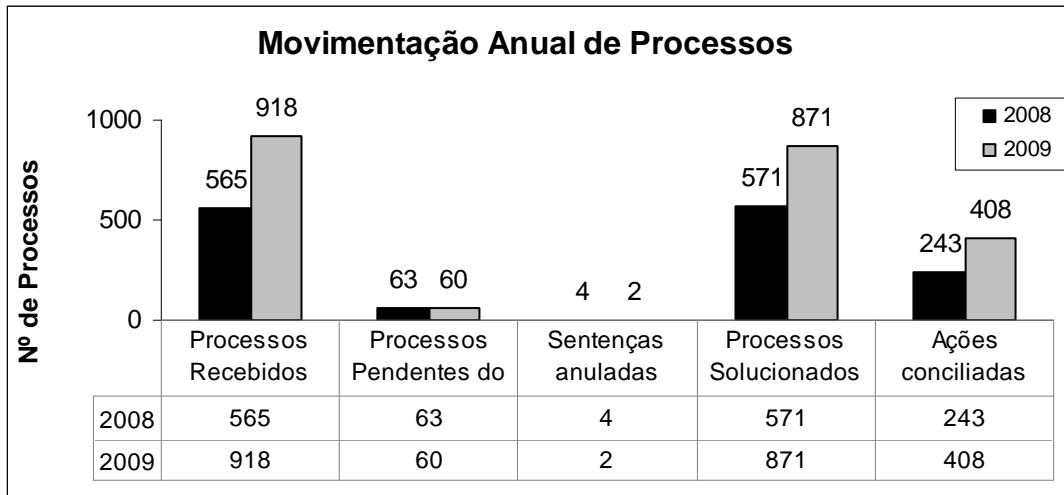 Movimentação Anual de Processos
Nº de Processos
1000
500
0
565
918
63
60
4
2
571
871
243
408
2008
2009
Processos Recebidos
Processos Pendentes do
Sentenças anuladas
Processos Solucionados
Ações conciliadas
2008 565 63 4 571 243
2009 918 60 2 871 408